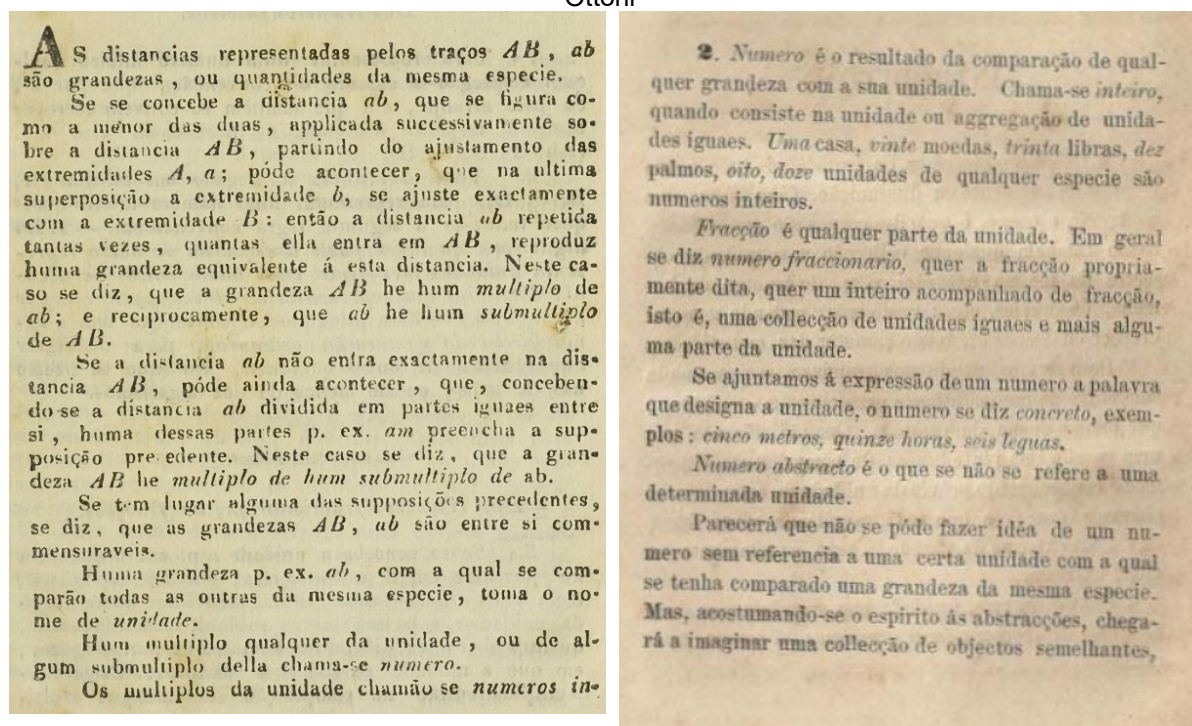 Ottoni
AS distancias representadas pelos traços AB, ab
são grandezas, ou quantidades da mesma especie.
Se se concebe a distancia ab, que se figura co-
mo a menor das duas, applicada successivamente so-
bre a distancia AB, partindo do ajustamento das
extremidades A, a; póde acontecer, que na ultima
superposição a extremidade b, se ajuste exactamente
com a extremidade B: então a distancia ab repetida
tantas vezes, quantas ella entra em AB, reproduz
huma grandeza equivalente á esta distancia. Neste ca-
so se diz, que a grandeza AB he hum multiplo de
ab; e reciprocamente, que ab he hum submultiplo
de AB.
Se a distancia ab não entra exactamente na dis-
tancia AB, póde ainda acontecer, que, conceben-
do-se a distancia ab dividida em partes iguaes entre
si, huma dessas partes p. ex. am preencha a sup-
posição precedente. Neste caso se diz, que a gran-
deza AB he multiplo de hum submultiplo de ab.
Se tem lugar alguma das supposições precedentes,
se diz, que as grandezas AB, ab são entre si com-
mensuraveis.
Huma grandeza p. ex. ab, com a qual se com-
parão todas as outras da mesma especie, toma o no-
me de unidade.
Hum multiplo qualquer da unidade, ou de al-
gum submultiplo della chama-se numero.
Os multiplos da unidade chamão se numeros in-
2. Numero é o resultado da comparação de qual-
quer grandeza com a sua unidade. Chama-se inteiro,
quando consiste na unidade ou aggregação de unida-
des iguaes. Uma casa, vinte moedas, trinta libras, dez
palmos, oito, doze unidades de qualquer especie são
numeros inteiros.
Fracção é qualquer parte da unidade. Em geral
se diz numero fraccionario, quer a fracção propria-
mente dita, quer um inteiro acompanhado de fracção,
isto é, uma collecção de unidades iguaes e mais algu-
ma parte da unidade.
Se ajuntamos á expressão de um numero a palavra
que designa a unidade, o numero se diz concreto, exem-
plos: cinco metros, quinze horas, seis leguas.
Numero abstracto é o que se não se refere a uma
determinada unidade.
Parecerá que não se póde fazer idéa de um nu-
mero sem referencia a uma certa unidade com a qual
se tenha comparado uma grandeza da mesma especie.
Mas, acostumando-se o espirito ás abstracções, chega-
rá a imaginar uma collecção de objectos semelhantes,